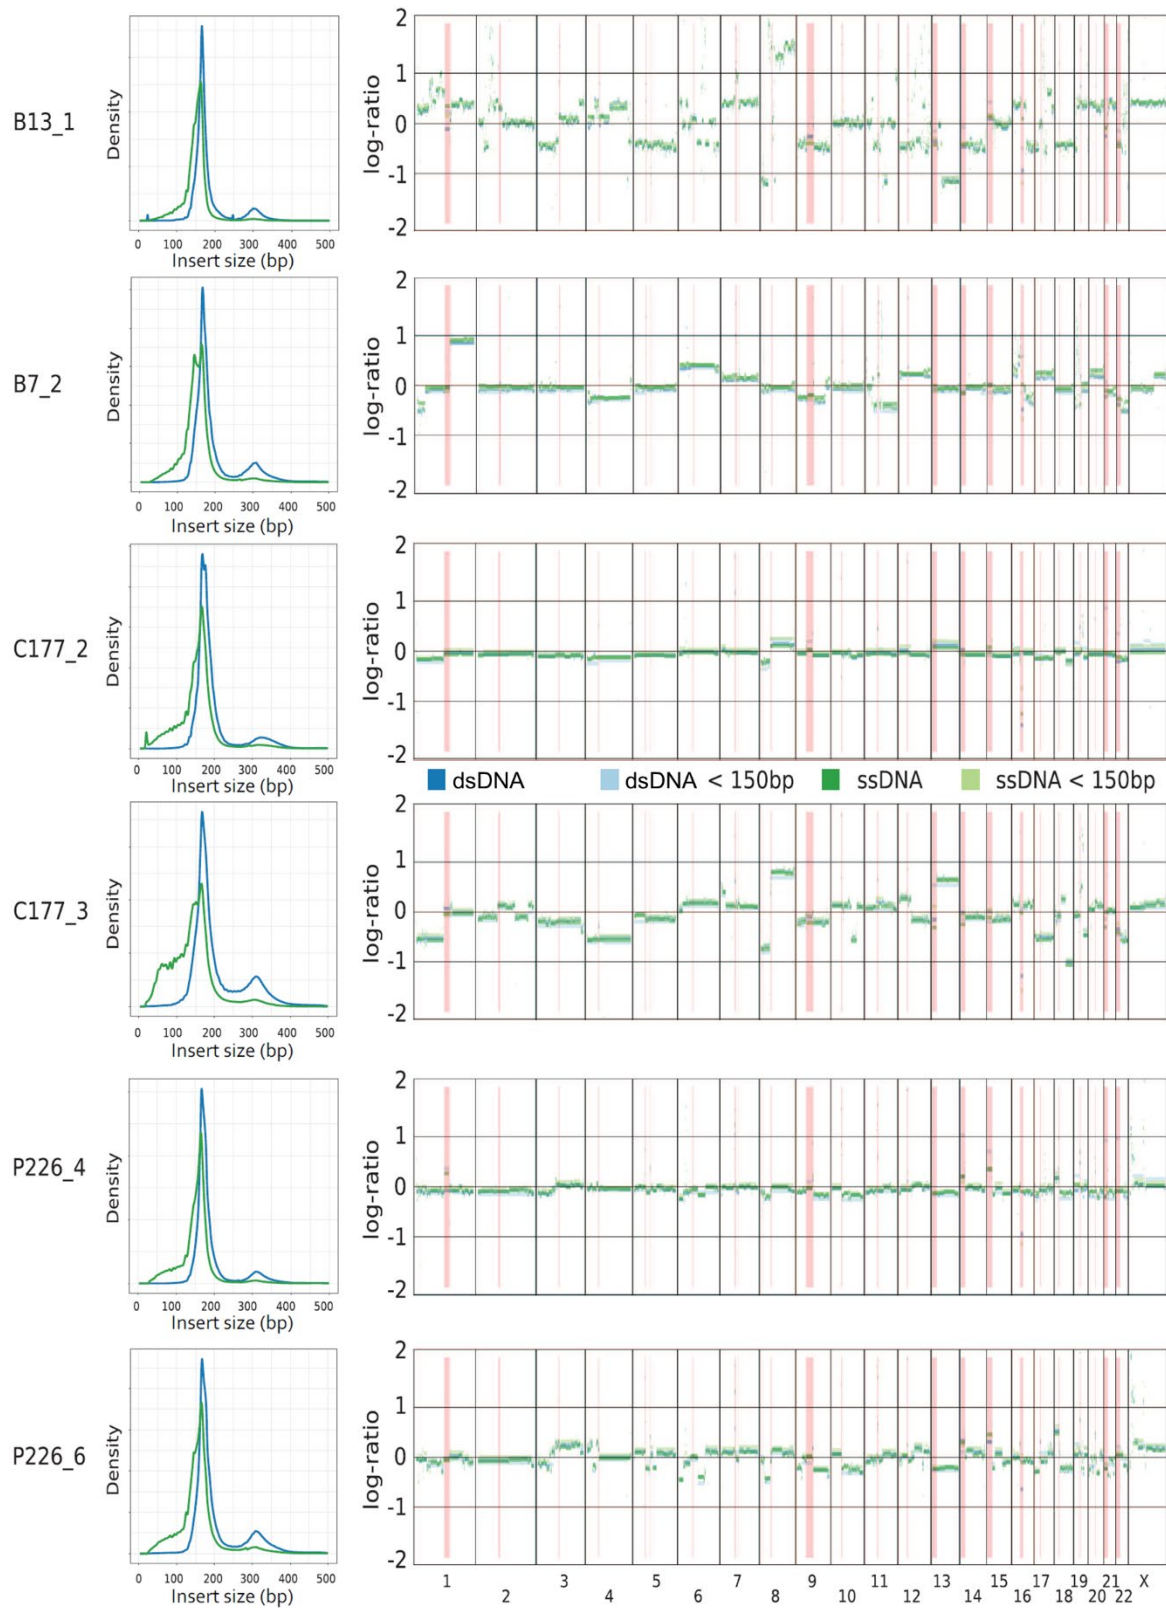 B13_1
Density
0 100 200 300 400 500
Insert size (bp)
log-ratio
2
1
0
-1
-2
B7_2
Density
0 100 200 300 400 500
Insert size (bp)
log-ratio
2
1
0
-1
-2
C177_2
Density
0 100 200 300 400 500
Insert size (bp)
log-ratio
2
1
0
-1
-2
dsDNA dsDNA < 150bp ssDNA ssDNA < 150bp
C177_3
Density
0 100 200 300 400 500
Insert size (bp)
log-ratio
2
1
0
-1
-2
P226_4
Density
0 100 200 300 400 500
Insert size (bp)
log-ratio
2
1
0
-1
-2
P226_6
Density
0 100 200 300 400 500
Insert size (bp)
log-ratio
2
1
0
-1
-2
1 3 5 7 9 11 13 15 17 19 21 X
2 4 6 8 10 12 14 16 18 20 22